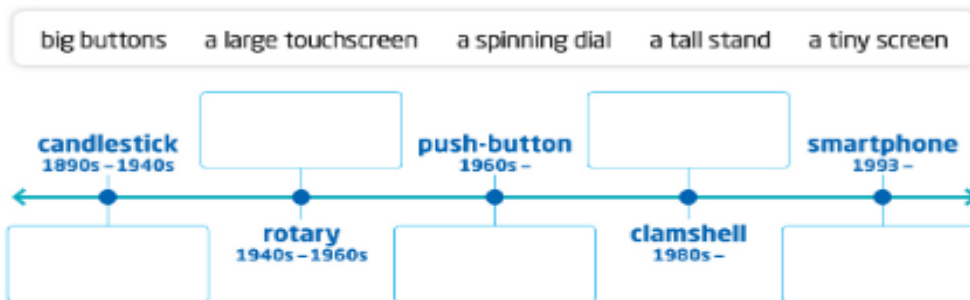 big buttons a large touchscreen a spinning dial a tall stand a tiny screen
candlestick
1890s–1940s
rotary
1940s–1960s
push-button
1960s–
clamshell
1980s–
smartphone
1993–